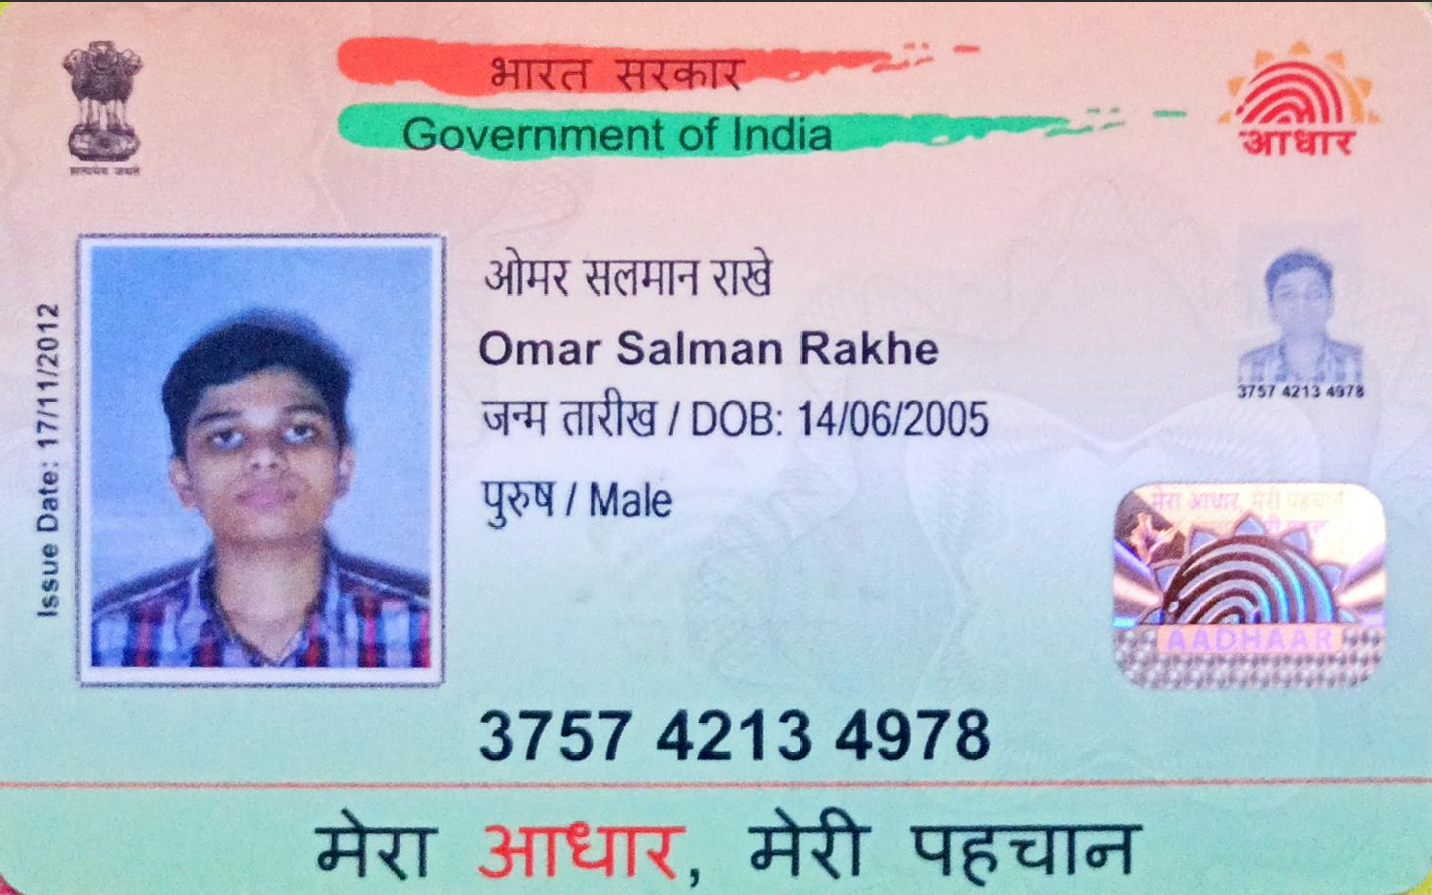 भारत सरकार
Government of India
आधार
सत्यमेव जयते
Issue Date: 17/11/2012
ओमर सलमान राखे
Omar Salman Rakhe
जन्म तारीख / DOB: 14/06/2005
पुरुष / Male
3757 4213 4978
मेरा आधार, मेरी पहचान
AADHAAR
3757 4213 4978
मेरा आधार, मेरी पहचान